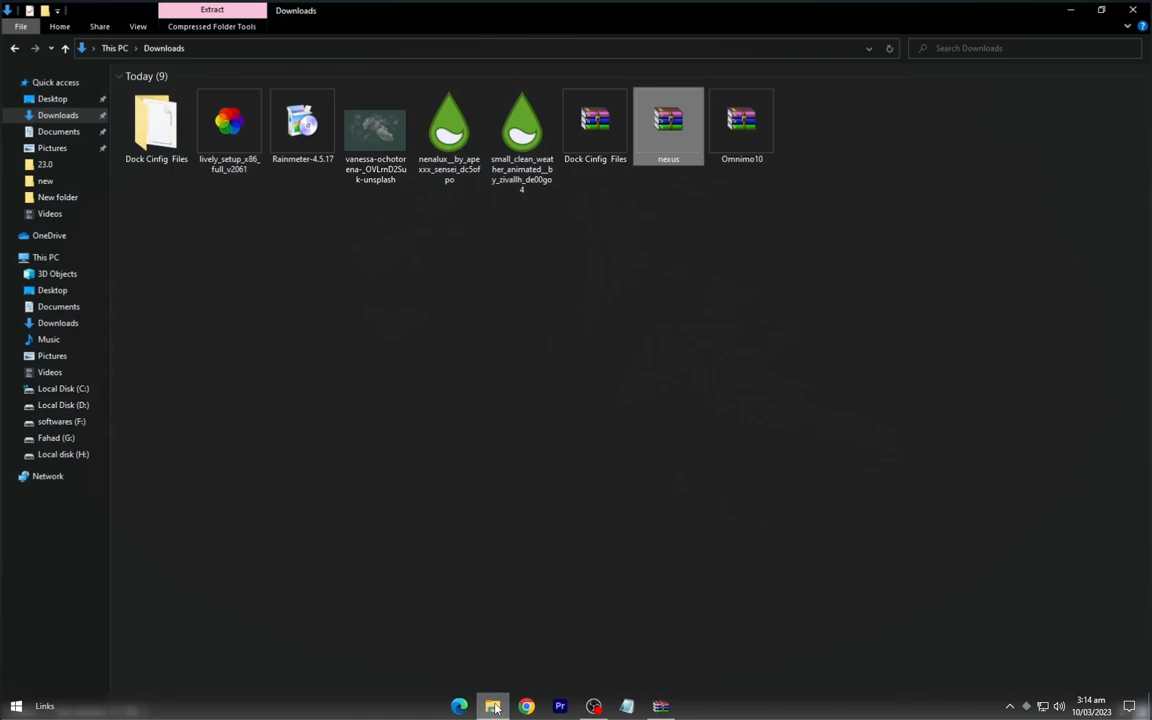 Extract
Downloads
File
Home
Share
View
Compressed Folder Tools
This PC
Downloads
Search Downloads
Quick access
Desktop
Downloads
Documents
Pictures
23.0
new
New folder
Videos
OneDrive
This PC
3D Objects
Desktop
Documents
Downloads
Music
Pictures
Videos
Local Disk (C:)
Local Disk (D:)
softwares (F:)
Fahad (G:)
Local disk (H:)
Network
Today (9)
Dock Cinfig Files
lively_setup_x86_
full_v2061
Rainmeter-4.5.17
vanessa-ochotor
ena-_OVLrnD2Su
k-unsplash
nenalux__by_ape
xxx_sensei_dc5of
po
small_clean_weat
her_animated__b
y_zivallh_de00go
4
Dock Cinfig Files
nexus
Omnimo10
Links
Pr
3:14 am
10/03/2023